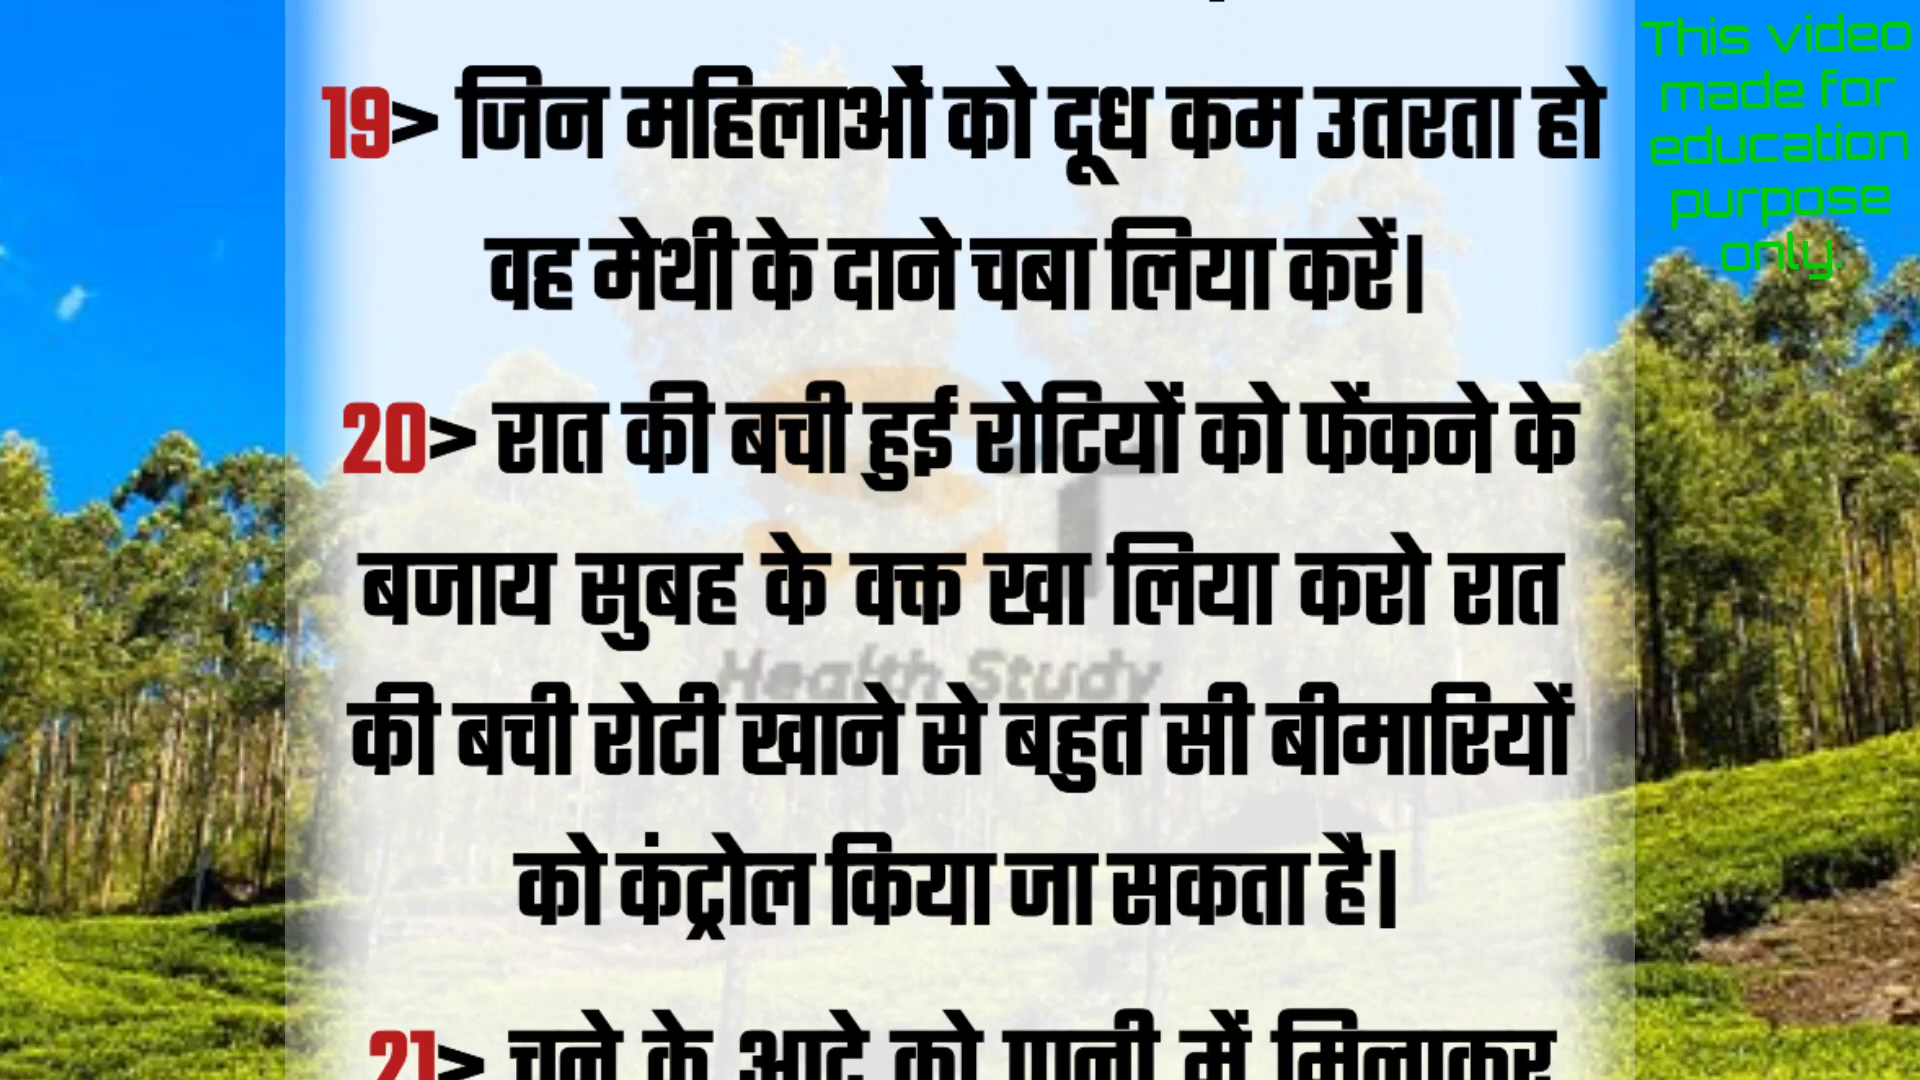 19> जिन महिलाओं को दूध कम उतरता हो
वह मेथी के दाने चबा लिया करें।
20> रात की बची हुई रोटियों को फेंकने के
बजाय सुबह के वक्त खा लिया करो रात
की बची रोटी खाने से बहुत सी बीमारियों
को कंट्रोल किया जा सकता है।
21> चने के आटे को पानी में मिलाकर
This video
made for
education
purpose
only.
ST
Health Study